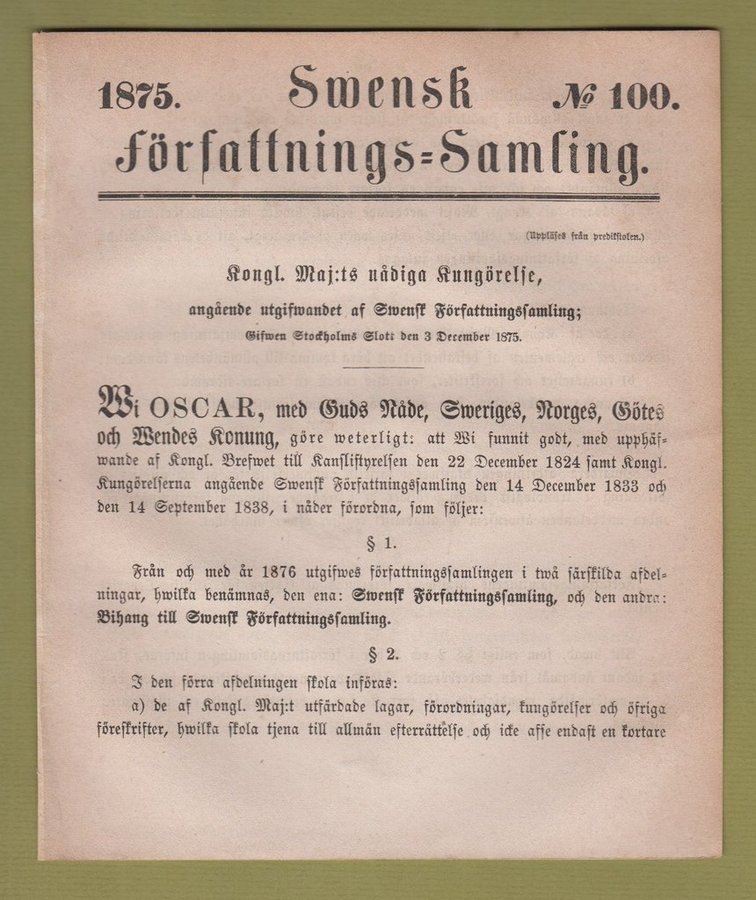 1875. Swensk № 100.
Författnings-Samling.
(Uppläses från predikstolen.)
Kongl. Maj:ts nådiga Kungörelse,
angående utgifwandet af Swensk Författningssamling;
Gifwen Stockholms Slott den 3 December 1875.
Wi OSCAR, med Guds Nåde, Sweriges, Norges, Götes
och Wendes Konung, göre weterligt: att Wi funnit godt, med upphäf-
wande af Kongl. Brefwet till Kanslistyrelsen den 22 December 1824 samt Kongl.
Kungörelserna angående Swensk Författningssamling den 14 December 1833 och
den 14 September 1838, i nåder förordna, som följer:
§ 1.
Från och med år 1876 utgifwes författningssamlingen i twå särskilda afdel-
ningar, hwilka benämnas, den ena: Swensk Författningssamling, och den andra:
Bihang till Swensk Författningssamling.
§ 2.
I den förra afdelningen skola införas:
a) de af Kongl. Maj:t utfärdade lagar, förordningar, kungörelser och öfriga
föreskrifter, hwilka skola tjena till allmän efterrättelse och icke afse endast en kortare